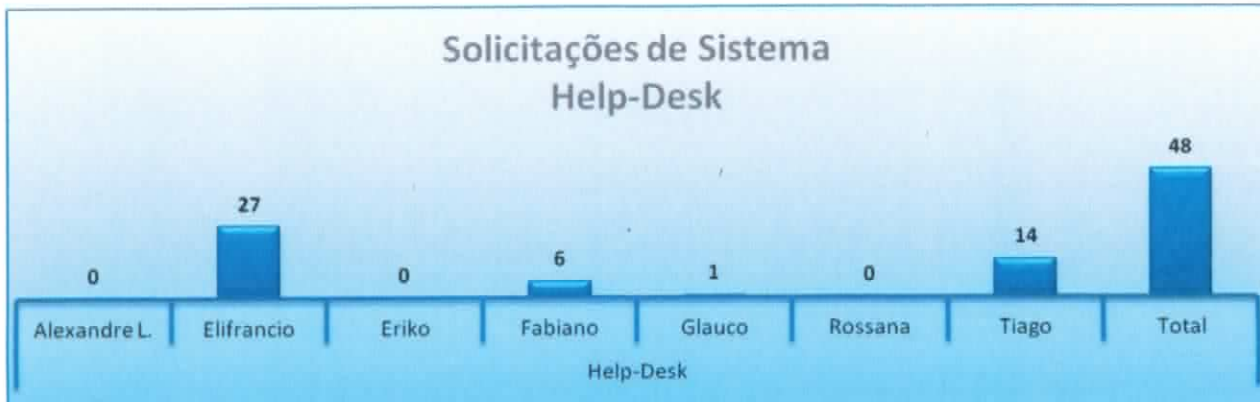 Solicitações de Sistema
Help-Desk
0
27
0
6
1
0
14
48
Alexandre L.
Elifrancio
Eriko
Fabiano
Glauco
Rossana
Tiago
Total
Help-Desk